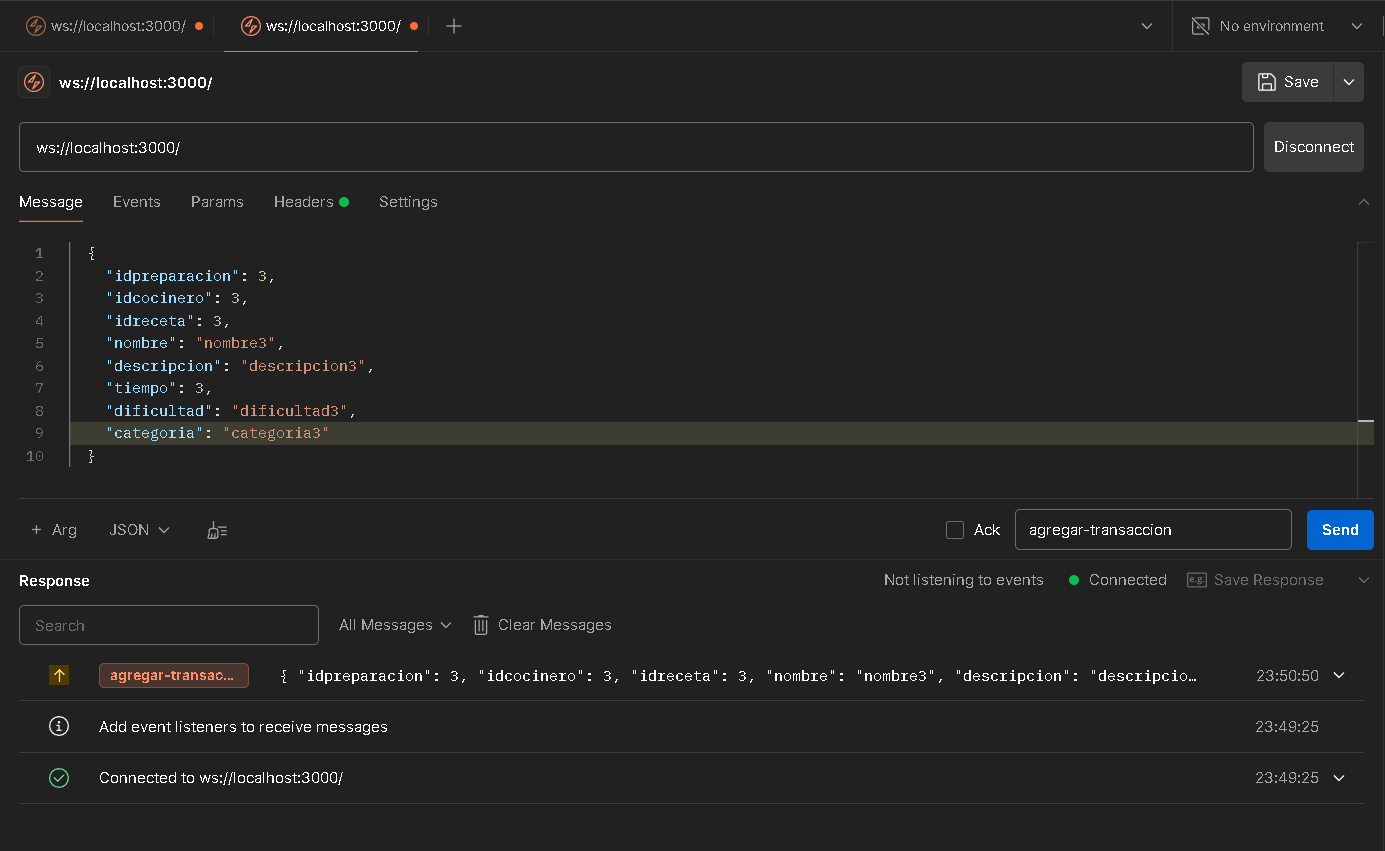 ws://localhost:3000/ ws://localhost:3000/ No environment
ws://localhost:3000/ Save
ws://localhost:3000/ Disconnect
Message Events Params Headers Settings
1 {
2 "idpreparacion": 3,
3 "idcocinero": 3,
4 "idreceta": 3,
5 "nombre": "nombre3",
6 "descripcion": "descripcion3",
7 "tiempo": 3,
8 "dificultad": "dificultad3",
9 "categoria": "categoria3"
10 }
+ Arg JSON Ack agregar-transaccion Send
Response Not listening to events Connected e.g. Save Response
Search All Messages Clear Messages
agregar-transac... { "idpreparacion": 3, "idcocinero": 3, "idreceta": 3, "nombre": "nombre3", "descripcion": "descripcio… 23:50:50
Add event listeners to receive messages 23:49:25
Connected to ws://localhost:3000/ 23:49:25